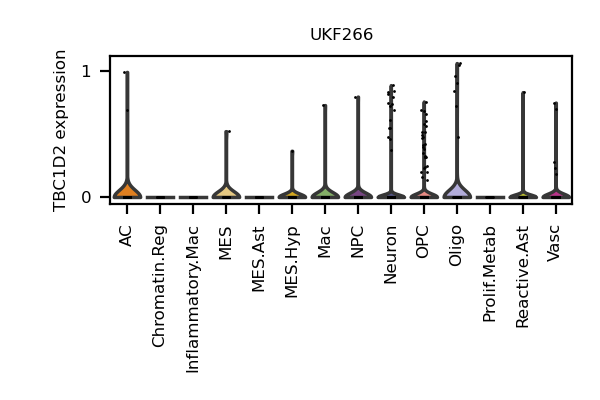 UKF266
TBC1D2 expression
1
0
AC
Chromatin.Reg
Inflammatory.Mac
MES
MES.Ast
MES.Hyp
Mac
NPC
Neuron
OPC
Oligo
Prolif.Metab
Reactive.Ast
Vasc